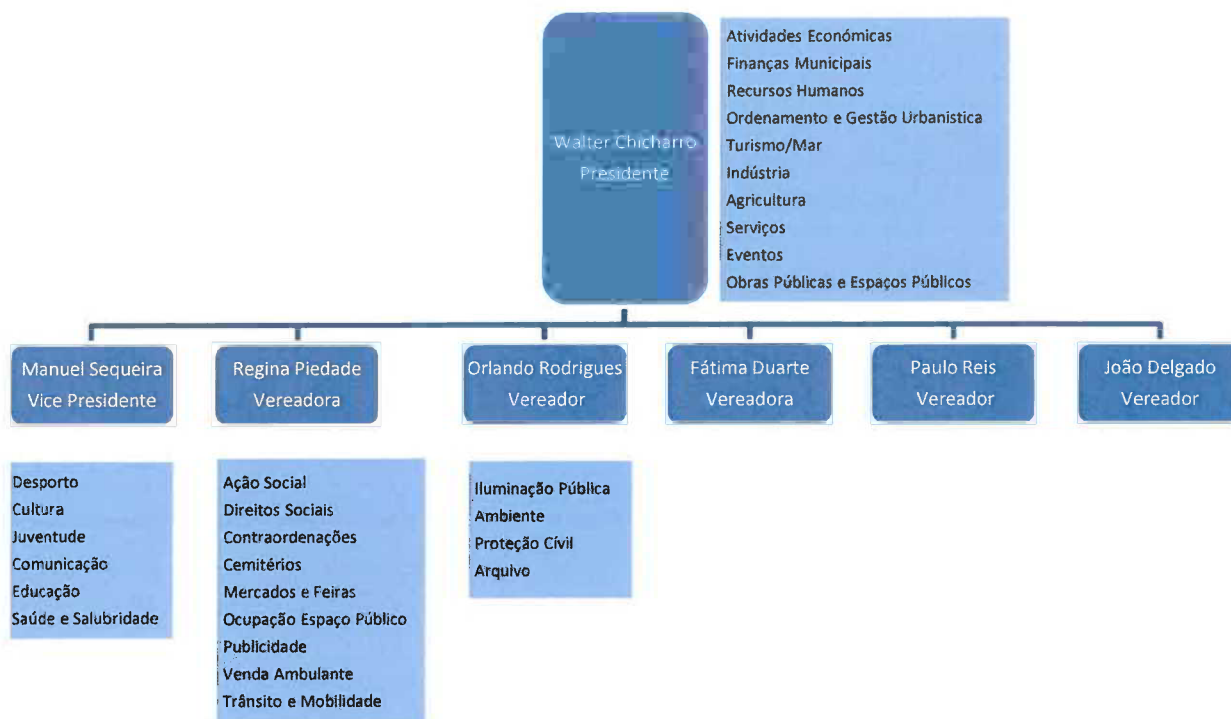 Walter Chicharro
Presidente
Atividades Económicas
Finanças Municipais
Recursos Humanos
Ordenamento e Gestão Urbanistica
Turismo/Mar
Indústria
Agricultura
Serviços
Eventos
Obras Públicas e Espaços Públicos
Manuel Sequeira
Vice Presidente
Regina Piedade
Vereadora
Orlando Rodrigues
Vereador
Fátima Duarte
Vereadora
Paulo Reis
Vereador
João Delgado
Vereador
Desporto
Cultura
Juventude
Comunicação
Educação
Saúde e Salubridade
Ação Social
Direitos Sociais
Contraordenações
Cemitérios
Mercados e Feiras
Ocupação Espaço Público
Publicidade
Venda Ambulante
Trânsito e Mobilidade
Iluminação Pública
Ambiente
Proteção Cívil
Arquivo